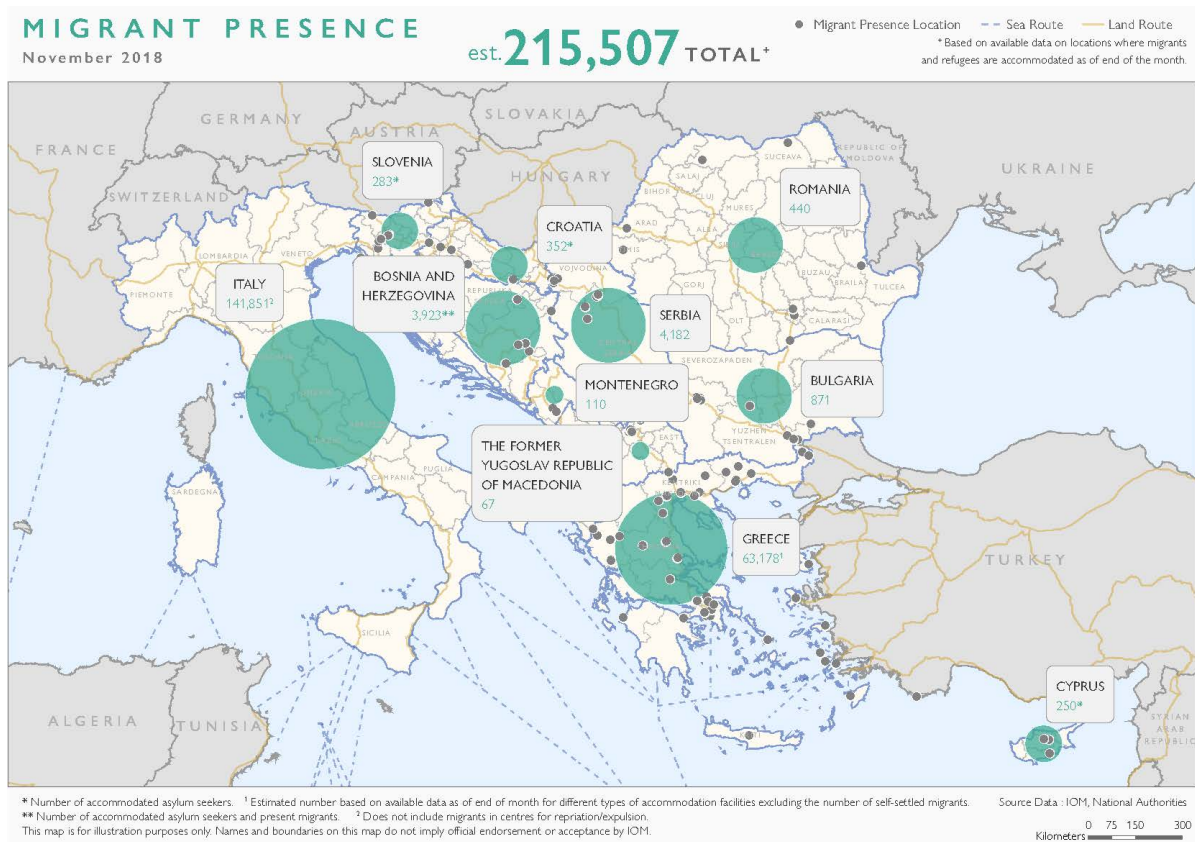 MIGRANT PRESENCE
November 2018
est. 215,507 TOTAL+
Migrant Presence Location
Sea Route
Land Route
* Based on available data on locations where migrants
and refugees are accommodated as of end of the month.
GERMANY
SLOVAKIA
AUSTRIA
FRANCE
REPUBLIC OF
MOLDOVA
UKRAINE
SLOVENIA
283*
SUCEAVA
HUNGARY
SALAJ
SWITZERLAND
BIHOR
CLUJ
MURES
ROMANIA
440
CROATIA
352*
ARAD
ALBA
LOMBARDIA
VENETO
VOJVODINA
BUZAU
BRAILA
TULCEA
ITALY
141,851²
BOSNIA AND
HERZEGOVINA
3,923**
PIEMONTE
GORJ
OLT
CALARASI
SERBIA
4,182
SEVEROZAPADEN
MONTENEGRO
110
BULGARIA
871
YUZHEN
TSENTRALEN
EAST
THE FORMER
YUGOSLAV REPUBLIC
OF MACEDONIA
67
PUGLIA
CAMPANIA
SARDEGNA
KENTRIKI
GREECE
63,178¹
TURKEY
SICILIA
CYPRUS
250*
ALGERIA
TUNISIA
SYRIAN
ARAB
REPUBLIC
* Number of accommodated asylum seekers. ¹ Estimated number based on available data as of end of month for different types of accommodation facilities excluding the number of self-settled migrants.
Source Data : IOM, National Authorities
** Number of accommodated asylum seekers and present migrants. ² Does not include migrants in centres for repriation/expulsion.
This map is for illustration purposes only. Names and boundaries on this map do not imply official endorsement or acceptance by IOM.
0 75 150 300
Kilometers